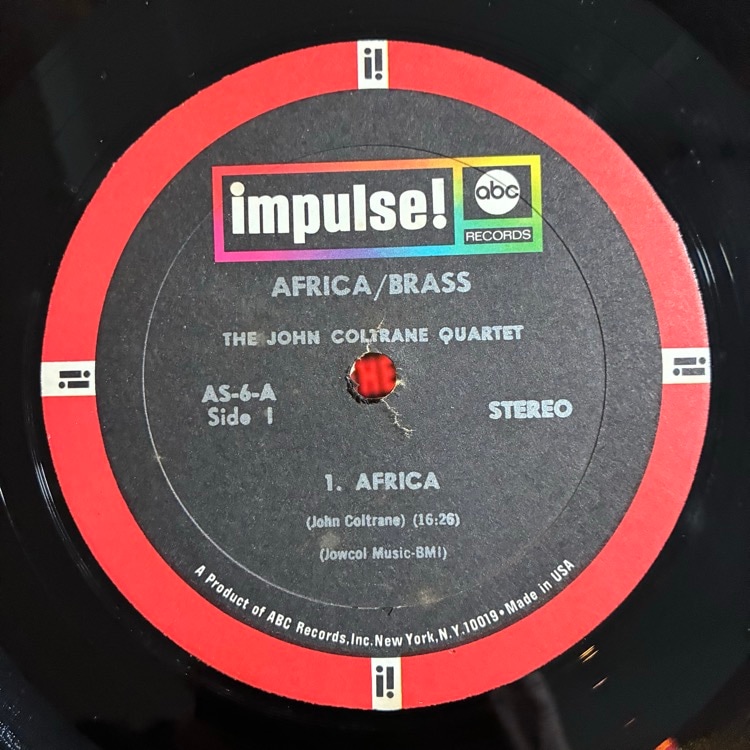 i!
impulse!
abc
RECORDS
AFRICA/BRASS
THE JOHN COLTRANE QUARTET
i!
i!
AS-6-A
Side 1
STEREO
1. AFRICA
(John Coltrane) (16:26)
(Jowcol Music-BMI)
A Product of ABC Records, Inc. New York, N.Y. 10019 • Made in USA
i!